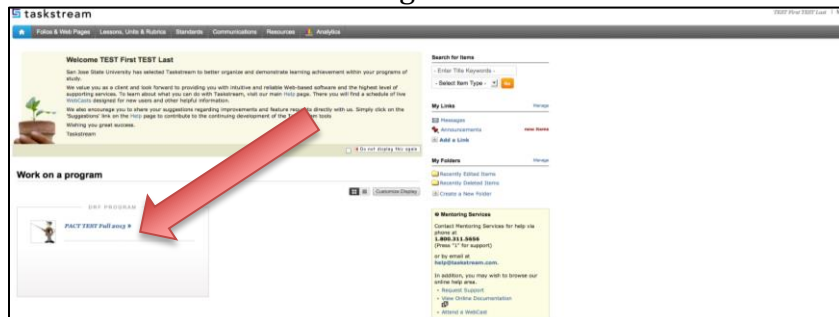 taskstream
TEST First TEST Last
Folios & Web Pages Lessons, Units & Rubrics Standards Communications Resources Analytics
Welcome TEST First TEST Last
San Jose State University has selected Taskstream to better organize and demonstrate learning achievement within your programs of
study.
We value you as a client and look forward to providing you with intuitive and reliable Web-based software and the highest level of
supporting services. To learn about what you can do with Taskstream, visit our main Help page. There you will find a schedule of live
WebCasts designed for new users and other helpful information.
We also encourage you to share your suggestions regarding improvements and feature requests directly with us. Simply click on the
'Suggestions' link on the Help page to contribute to the continuing development of the tools
Wishing you great success.
Taskstream
Do not display this again
Work on a program
Customize Display
DRF PROGRAM
PACT TEST Fall 2013 »
Search for Items
- Enter Title Keywords -
- Select Item Type - Go
My Links Manage
Messages
Announcements new items
Add a Link
My Folders Manage
Recently Edited Items
Recently Deleted Items
Create a New Folder
Mentoring Services
Contact Mentoring Services for help via
phone at
1.800.311.5656
(Press "1" for support)
or by email at
help@taskstream.com.
In addition, you may wish to browse our
online help area.
• Request Support
• View Online Documentation
• Attend a WebCast